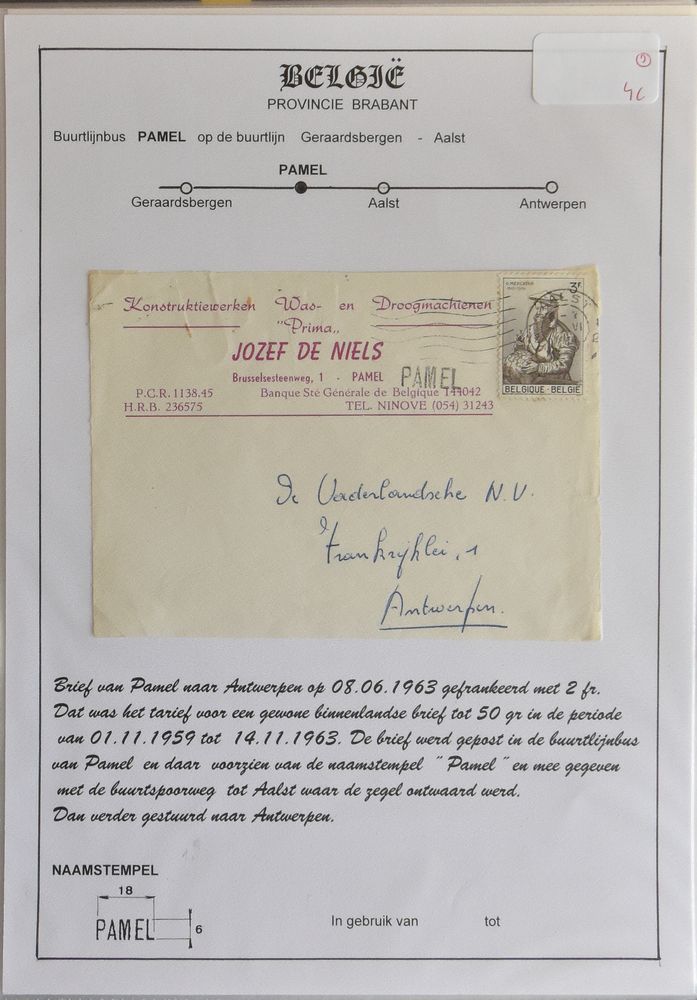 BELGIË
PROVINCIE BRABANT
Buurtlijnbus PAMEL op de buurtlijn Geraardsbergen - Aalst
PAMEL
Geraardsbergen Aalst Antwerpen
4c
Konstruktiewerken Was- en Droogmachienen
"Prima,,
JOZEF DE NIELS
Brusselsesteenweg, 1 - PAMEL
PAMEL
P.C.R. 1138.45 Banque Sté Générale de Belgique 144042
H.R.B. 236575 TEL. NINOVE (054) 31243
G. MERCATOR
3F
BELGIQUE - BELGIË
De Vaderlandsche N.V.
Frankrijklei, 1
Antwerpen.
Brief van Pamel naar Antwerpen op 08.06.1963 gefrankeerd met 2 fr.
Dat was het tarief voor een gewone binnenlandse brief tot 50 gr in de periode
van 01.11.1959 tot 14.11.1963. De brief werd gepost in de buurtlijnbus
van Pamel en daar voorzien van de naamstempel " Pamel " en mee gegeven
met de buurtspoorweg tot Aalst waar de zegel ontwaard werd.
Dan verder gestuurd naar Antwerpen.
NAAMSTEMPEL
18
PAMEL 6
In gebruik van tot